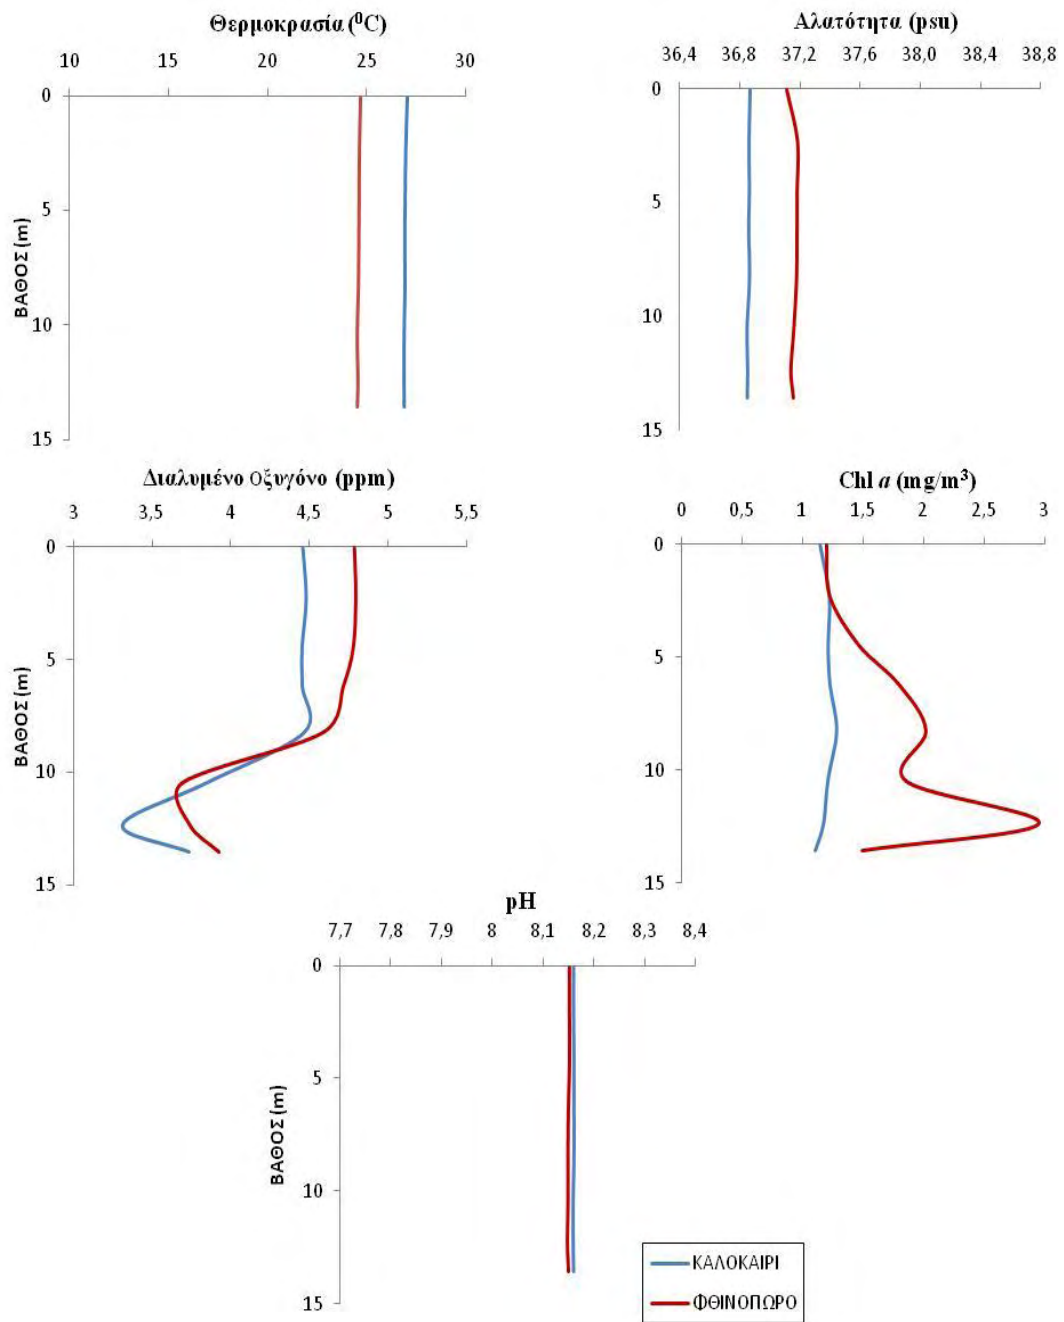 Θερμοκρασία (⁰C)
10 15 20 25 30
0
5
10
15
ΒΑΘΟΣ (m)
Αλατότητα (psu)
36,4 36,8 37,2 37,6 38,0 38,4 38,8
0
5
10
15
Διαλυμένο Οξυγόνο (ppm)
3 3,5 4 4,5 5 5,5
0
5
10
15
ΒΑΘΟΣ (m)
Chl a (mg/m³)
0 0,5 1 1,5 2 2,5 3
0
5
10
15
pH
7,7 7,8 7,9 8 8,1 8,2 8,3 8,4
0
5
10
15
ΒΑΘΟΣ (m)
ΚΑΛΟΚΑΙΡΙ
ΦΘΙΝΟΠΩΡΟ